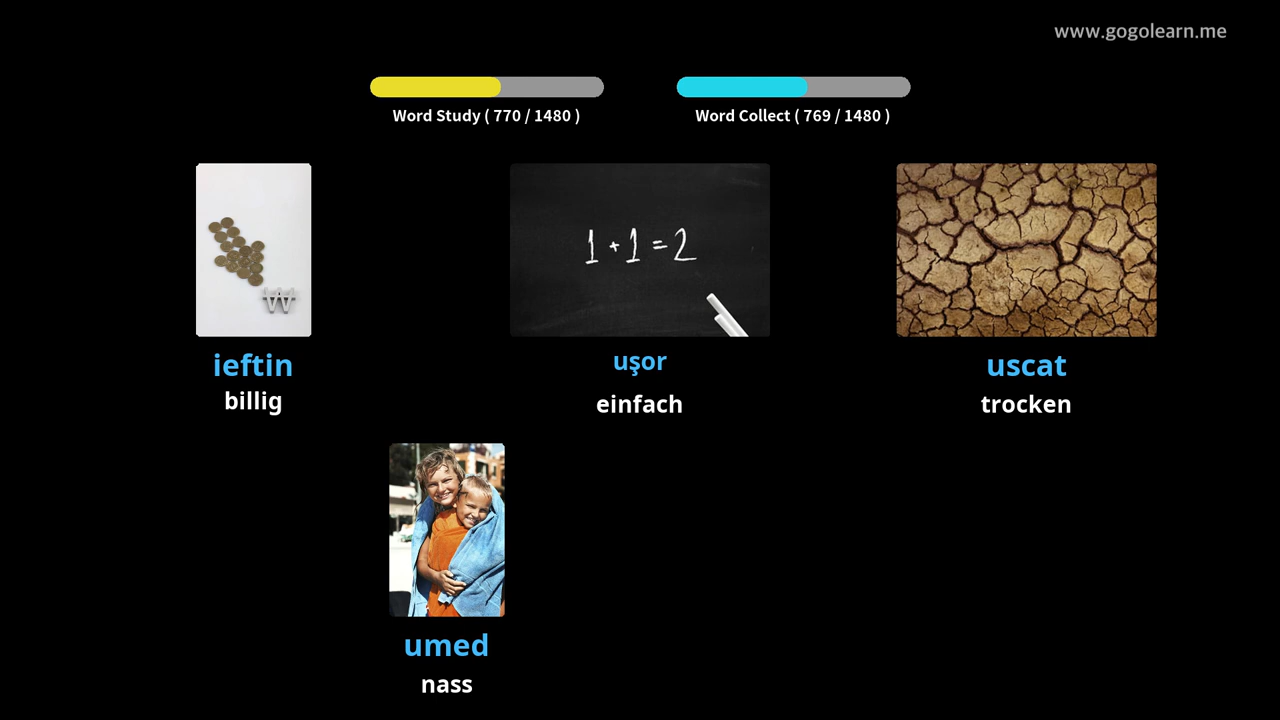 www.gogolearn.me
Word Study ( 770 / 1480 )
Word Collect ( 769 / 1480 )
1 + 1 = 2
ieftin
billig
uşor
einfach
uscat
trocken
umed
nass